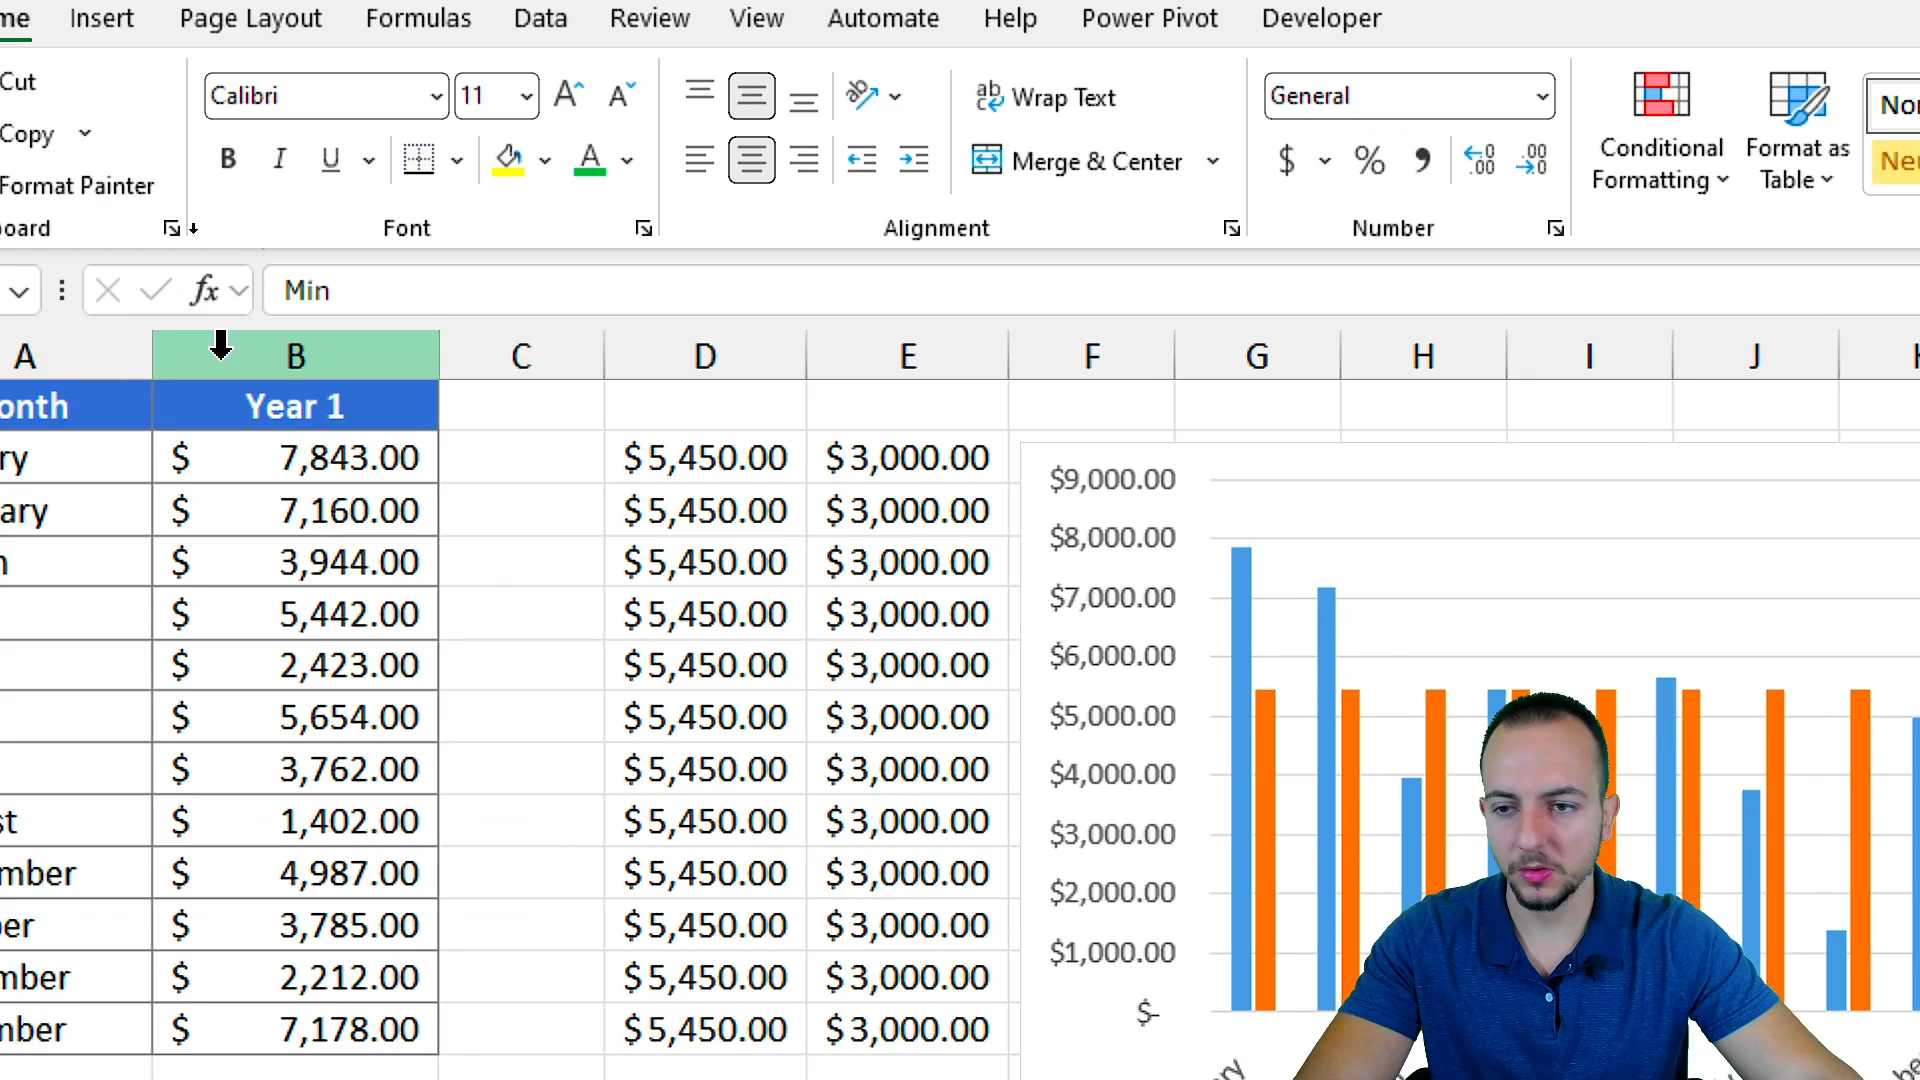 me Insert Page Layout Formulas Data Review View Automate Help Power Pivot Developer
Cut
Copy
Format Painter
board
Calibri 11
B I U A
Font
Wrap Text
Merge & Center
Alignment
General
$ % 9
Number
Conditional Formatting
Format as Table
Nor
Neu
fx Min
A B C D E F G H I J K
onth Year 1
ry $ 7,843.00 $5,450.00 $3,000.00
ary $ 7,160.00 $5,450.00 $3,000.00
h $ 3,944.00 $5,450.00 $3,000.00
$ 5,442.00 $5,450.00 $3,000.00
$ 2,423.00 $5,450.00 $3,000.00
$ 5,654.00 $5,450.00 $3,000.00
$ 3,762.00 $5,450.00 $3,000.00
st $ 1,402.00 $5,450.00 $3,000.00
mber $ 4,987.00 $5,450.00 $3,000.00
er $ 3,785.00 $5,450.00 $3,000.00
mber $ 2,212.00 $5,450.00 $3,000.00
mber $ 7,178.00 $5,450.00 $3,000.00
$9,000.00
$8,000.00
$7,000.00
$6,000.00
$5,000.00
$4,000.00
$3,000.00
$2,000.00
$1,000.00
$-